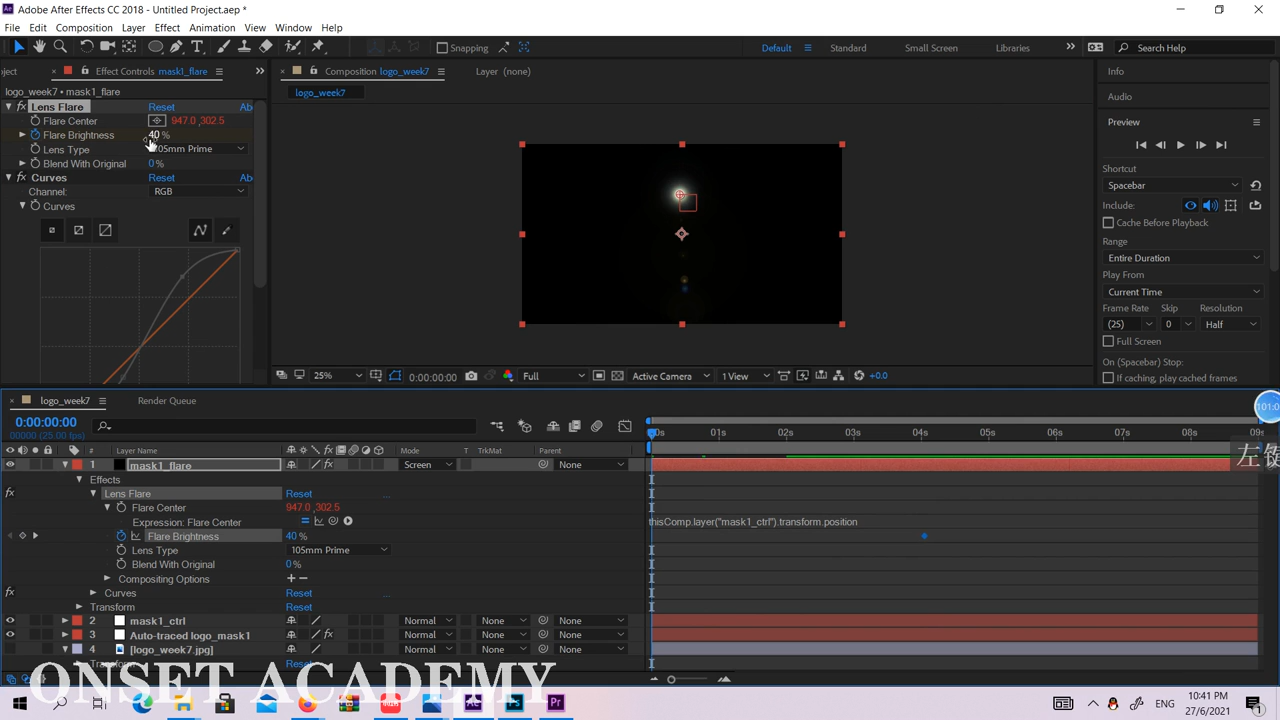 Adobe After Effects CC 2018 - Untitled Project.aep *
File Edit Composition Layer Effect Animation View Window Help
Snapping Default Standard Small Screen Libraries Search Help
ject Effect Controls mask1_flare
logo_week7 • mask1_flare
Lens Flare Reset Ab
Flare Center 947.0 ,302.5
Flare Brightness 40 %
Lens Type 105mm Prime
Blend With Original 0 %
Curves Reset Ab
Channel: RGB
Curves
Composition logo_week7 Layer (none)
logo_week7
25% 0:00:00:00 Full Active Camera 1 View +0.0
Info
Audio
Preview
Shortcut
Spacebar
Include:
Cache Before Playback
Range
Entire Duration
Play From
Current Time
Frame Rate Skip Resolution
(25) 0 Half
Full Screen
On (Spacebar) Stop:
If caching, play cached frames
logo_week7 Render Queue
0:00:00:00
00000 (25.00 fps)
# Layer Name Mode T TrkMat Parent
0s 01s 02s 03s 04s 05s 06s 07s 08s 09s
101:0
左键
1 mask1_flare Screen None
Effects
Lens Flare Reset ...
Flare Center 947.0 ,302.5
Expression: Flare Center thisComp.layer("mask1_ctrl").transform.position
Flare Brightness 40 %
Lens Type 105mm Prime
Blend With Original 0 %
Compositing Options + −
Curves Reset ...
Transform Reset
2 mask1_ctrl Normal None None
3 Auto-traced logo_mask1 Normal None None
4 [logo_week7.jpg] Normal None None
Transform Reset
ONSET ACADEMY
ENG 10:41 PM
27/6/2021